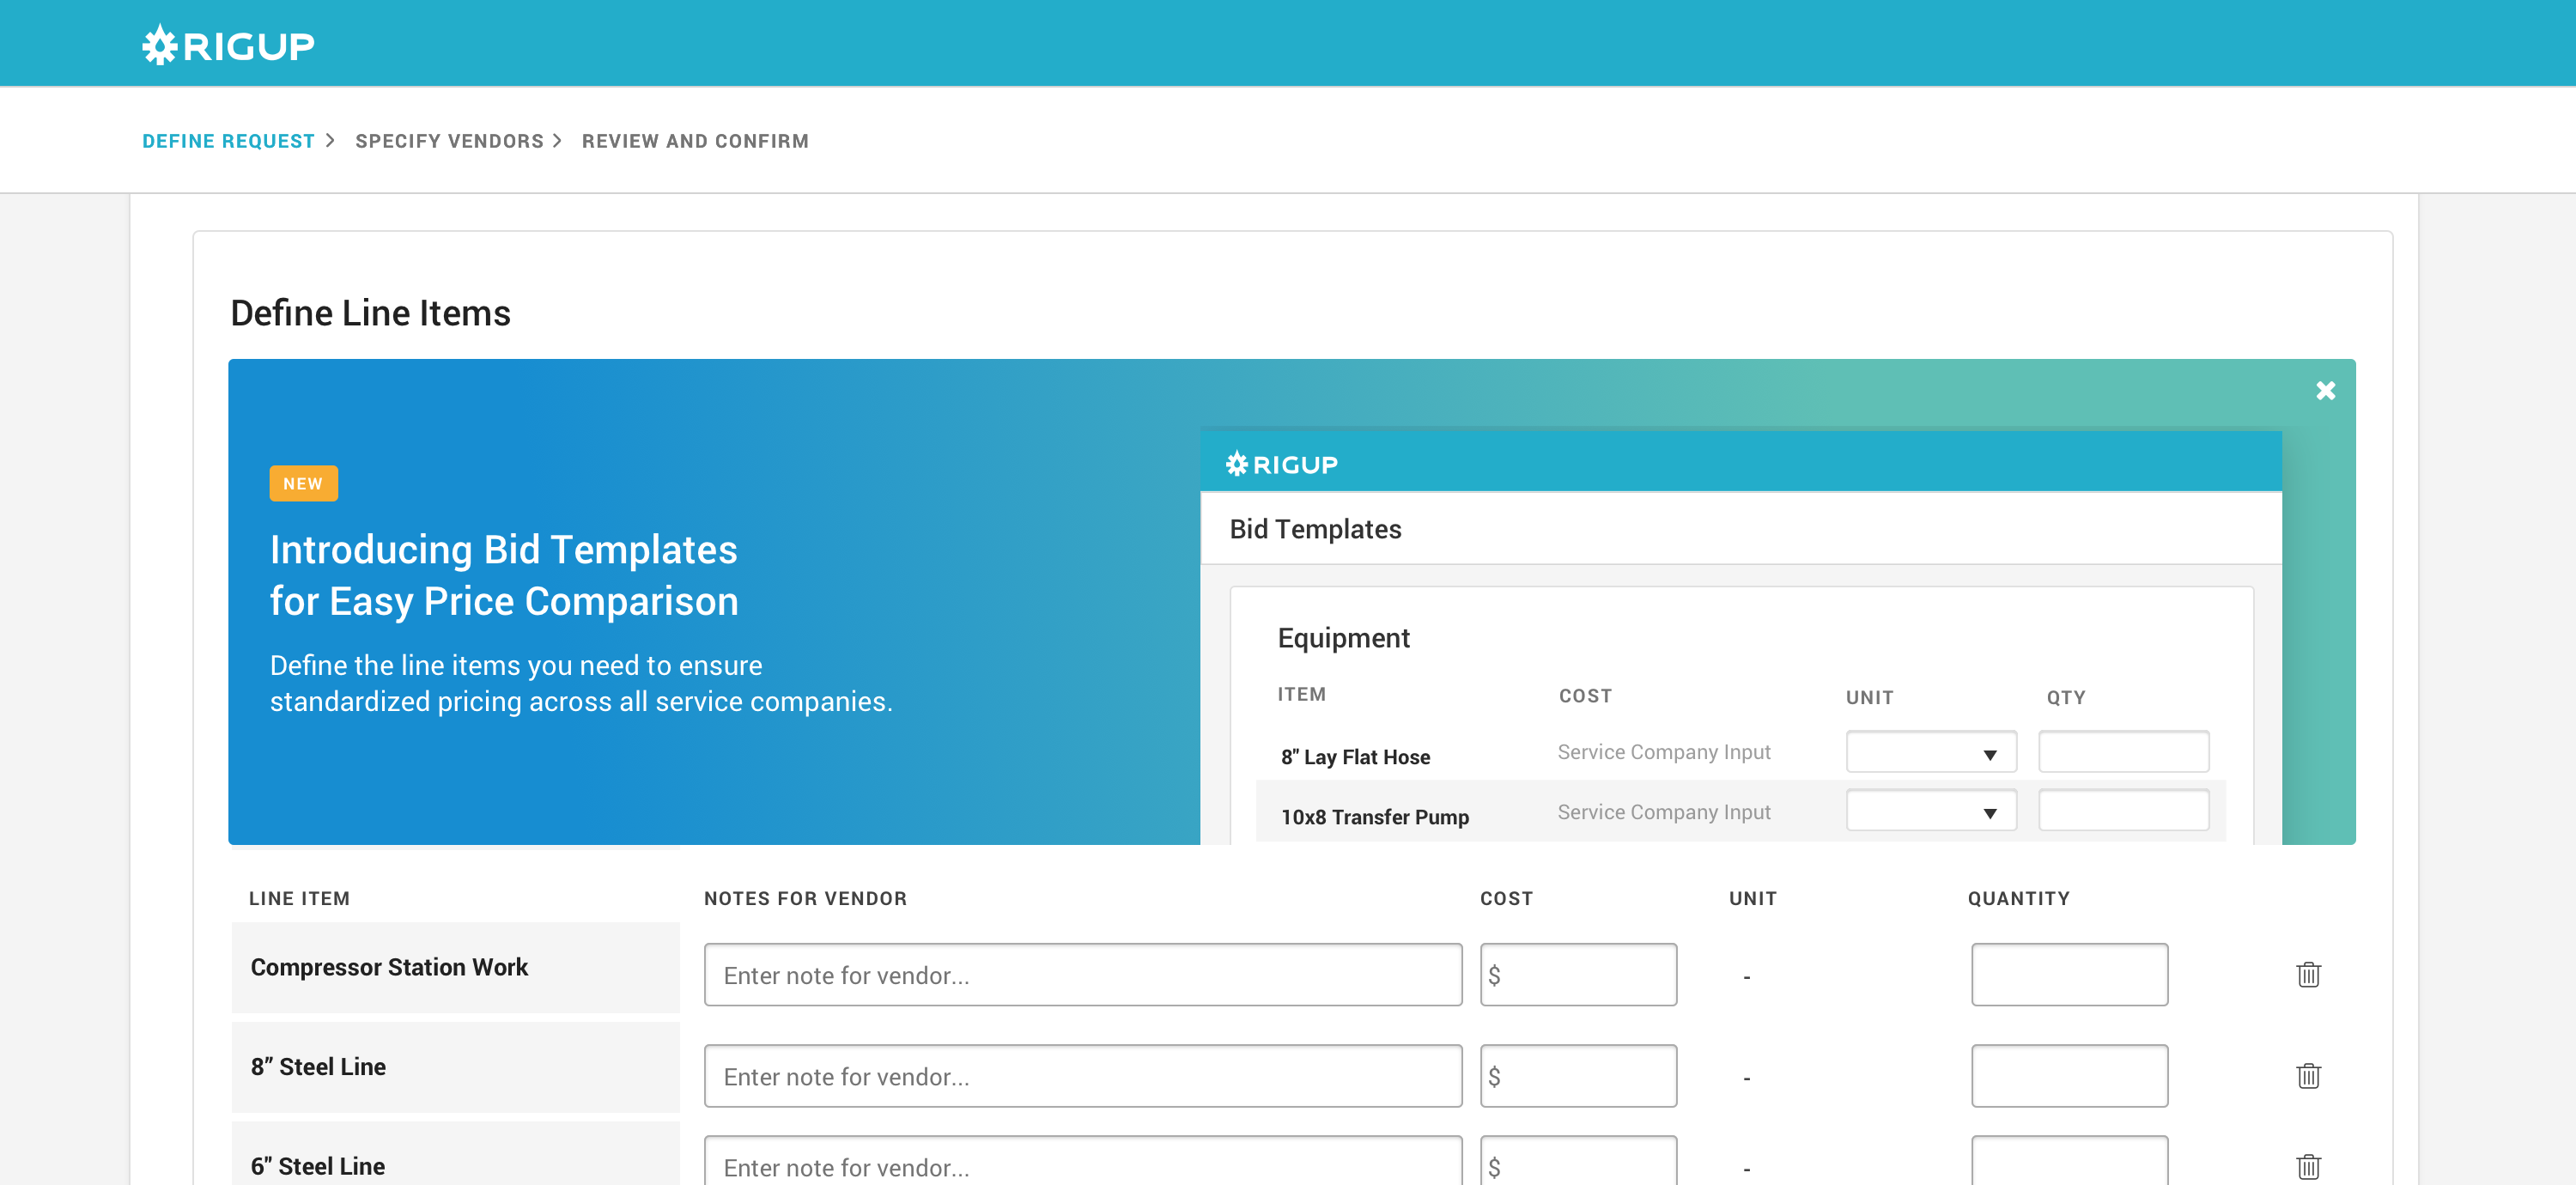 RIGUP
DEFINE REQUEST > SPECIFY VENDORS > REVIEW AND CONFIRM
Define Line Items
NEW
Introducing Bid Templates
for Easy Price Comparison
Define the line items you need to ensure
standardized pricing across all service companies.
RIGUP
Bid Templates
Equipment
ITEM COST UNIT QTY
8" Lay Flat Hose Service Company Input
10x8 Transfer Pump Service Company Input
LINE ITEM NOTES FOR VENDOR COST UNIT QUANTITY
Compressor Station Work Enter note for vendor... $ -
8” Steel Line Enter note for vendor... $ -
6” Steel Line Enter note for vendor... $ -